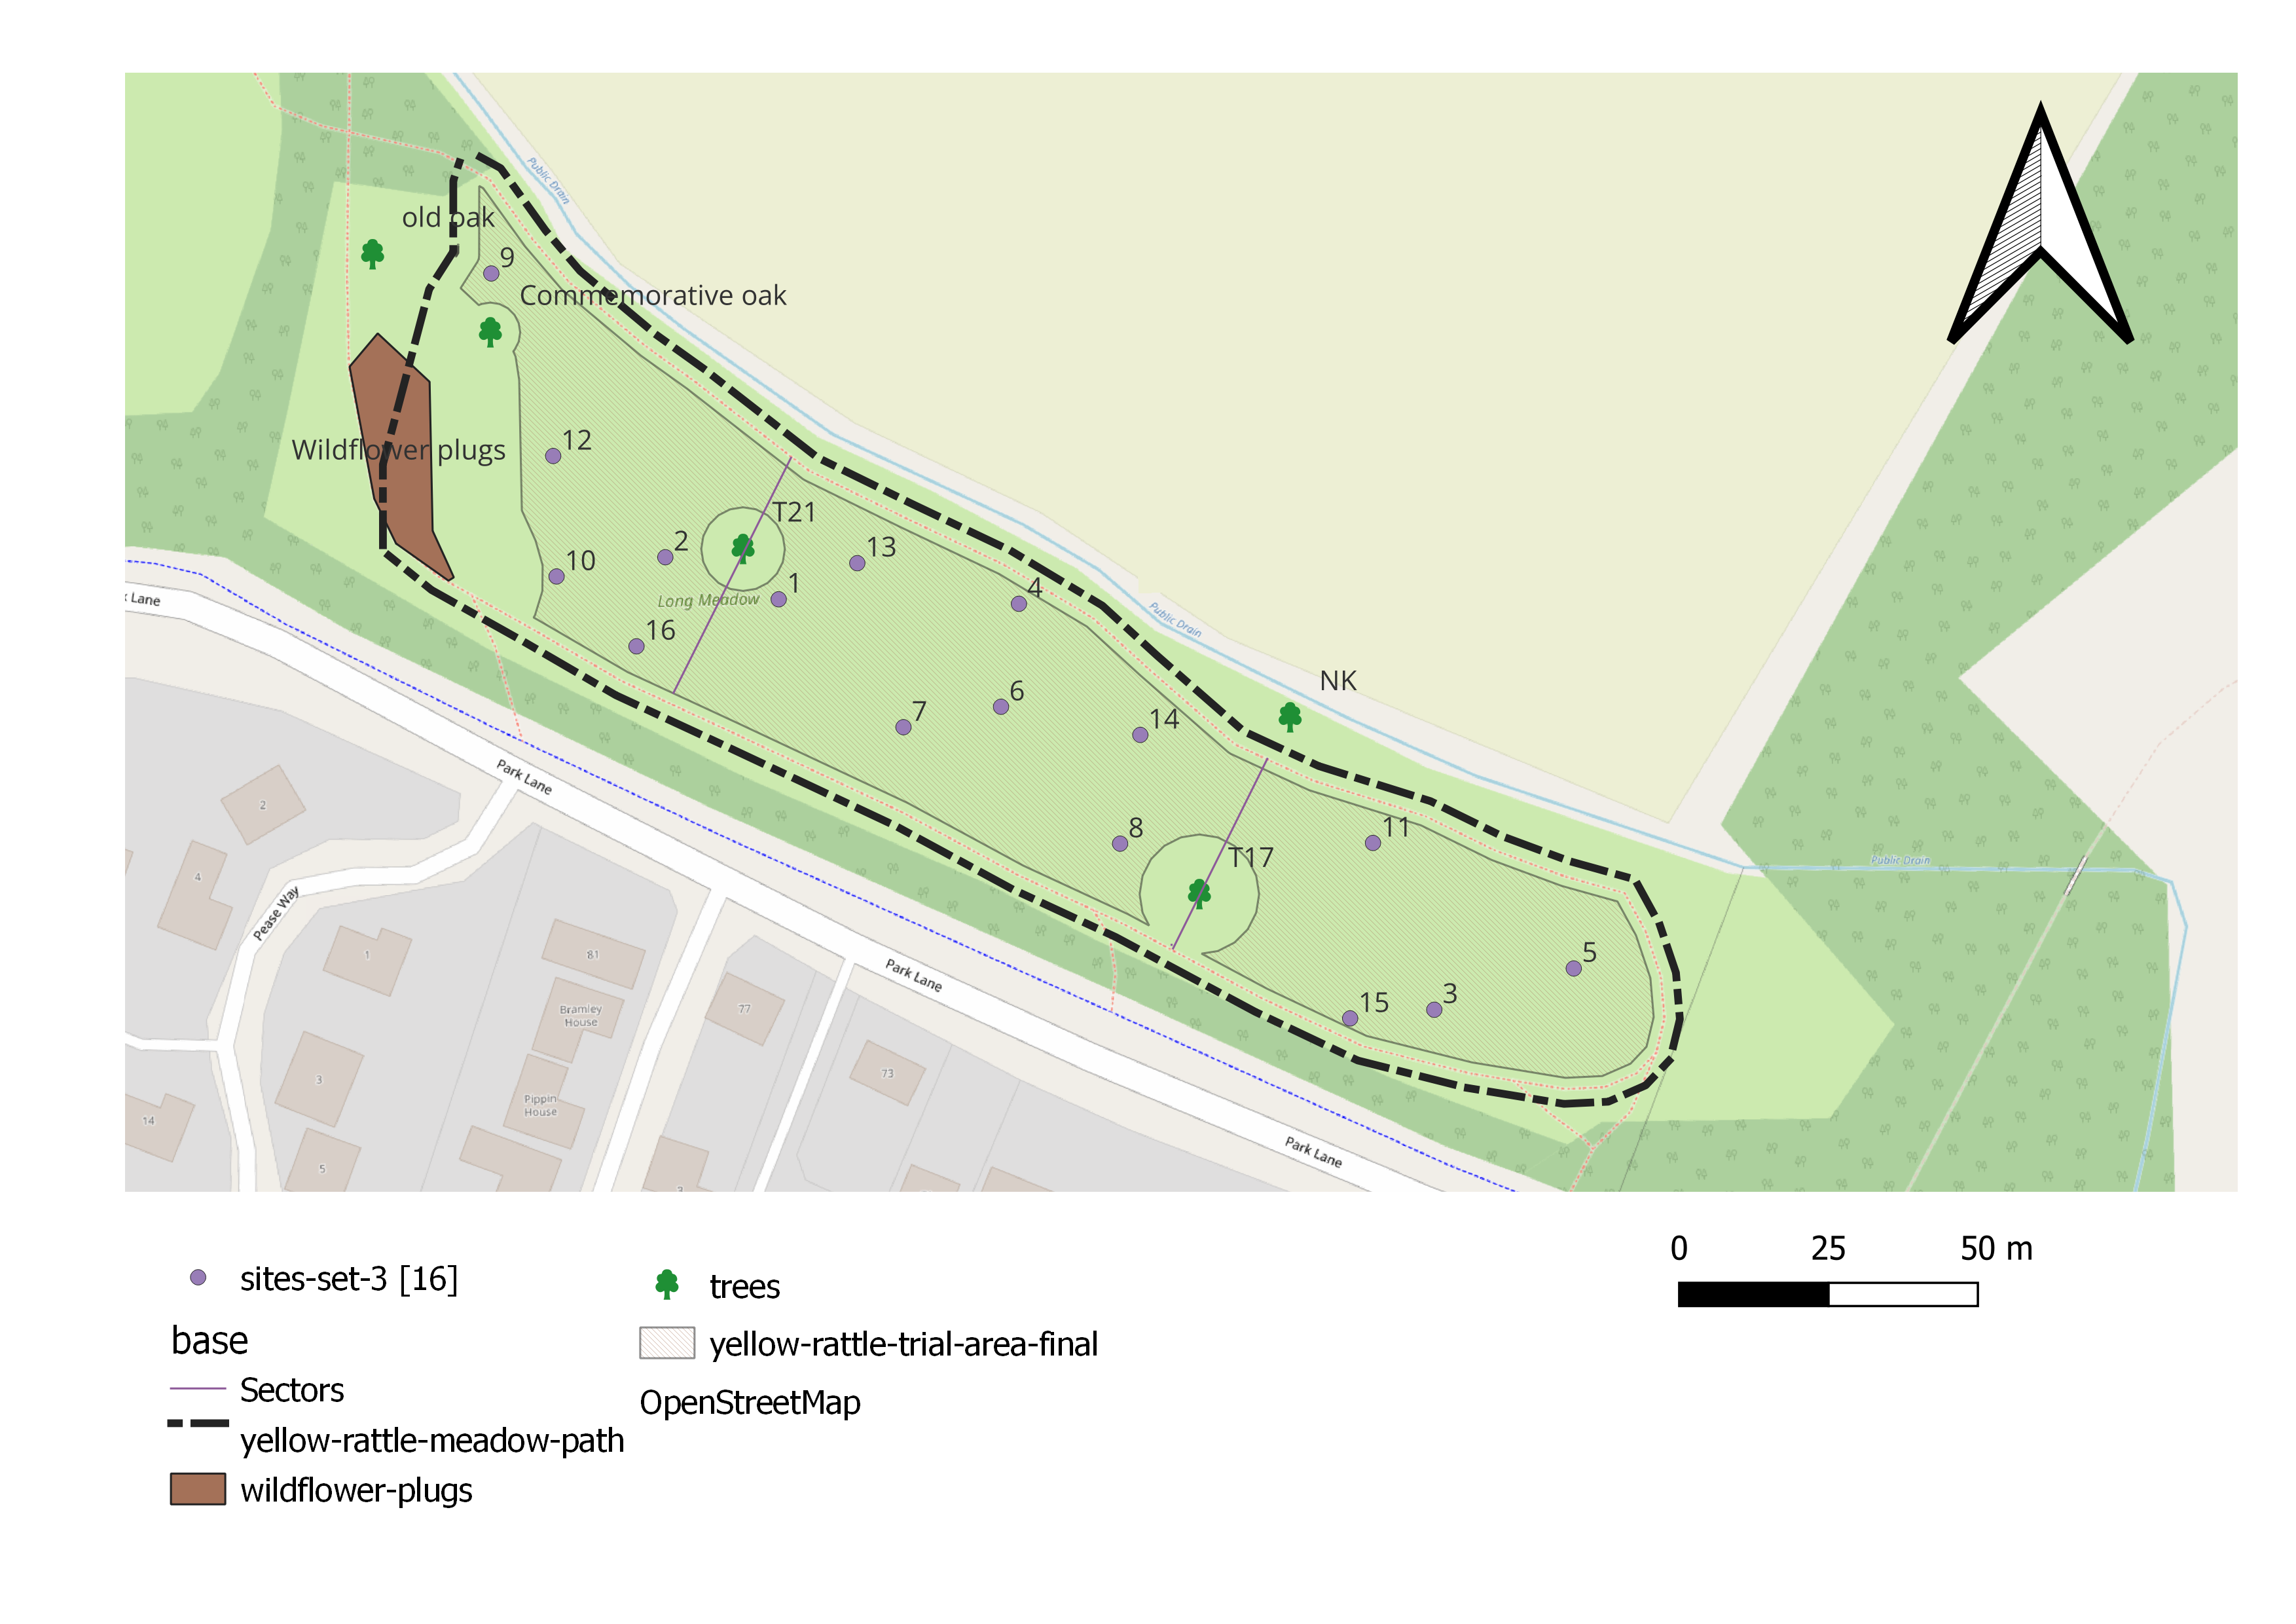 Public Drain
old oak
9
Commemorative oak
12
Wildflower plugs
T21
2
13
10
1
4
Long Meadow
Lane
Public Drain
16
NK
6
7
14
Park Lane
2
11
8
T17
Public Drain
4
Pease Way
5
1
81
Park Lane
3
15
77
Bramley
House
73
3
Pippin
House
14
Park Lane
5
3
0 25 50 m
sites-set-3 [16]
trees
base
yellow-rattle-trial-area-final
Sectors
OpenStreetMap
yellow-rattle-meadow-path
wildflower-plugs